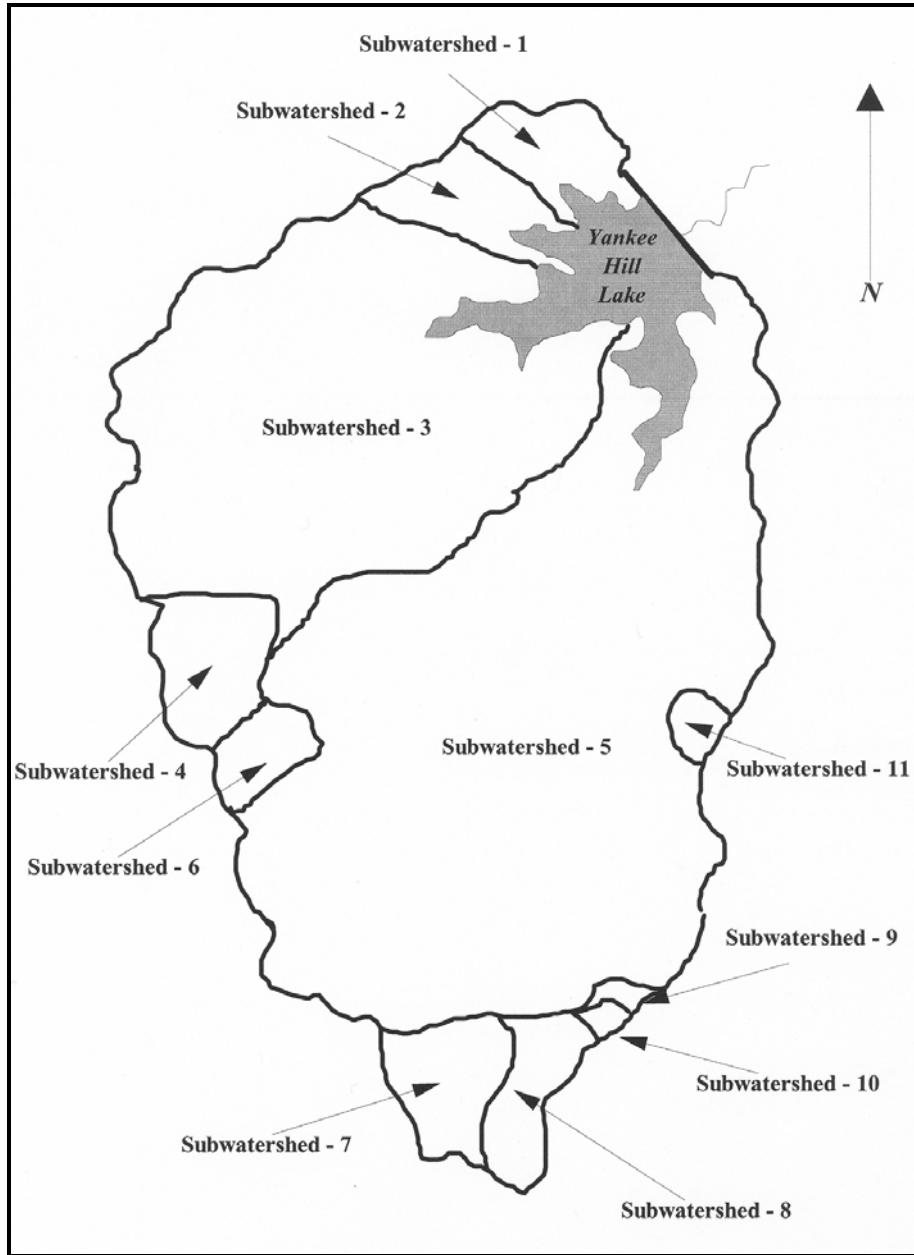 Subwatershed - 1
Subwatershed - 2
Yankee
Hill
Lake
N
Subwatershed - 3
Subwatershed - 5
Subwatershed - 4
Subwatershed - 11
Subwatershed - 6
Subwatershed - 9
Subwatershed - 10
Subwatershed - 7
Subwatershed - 8